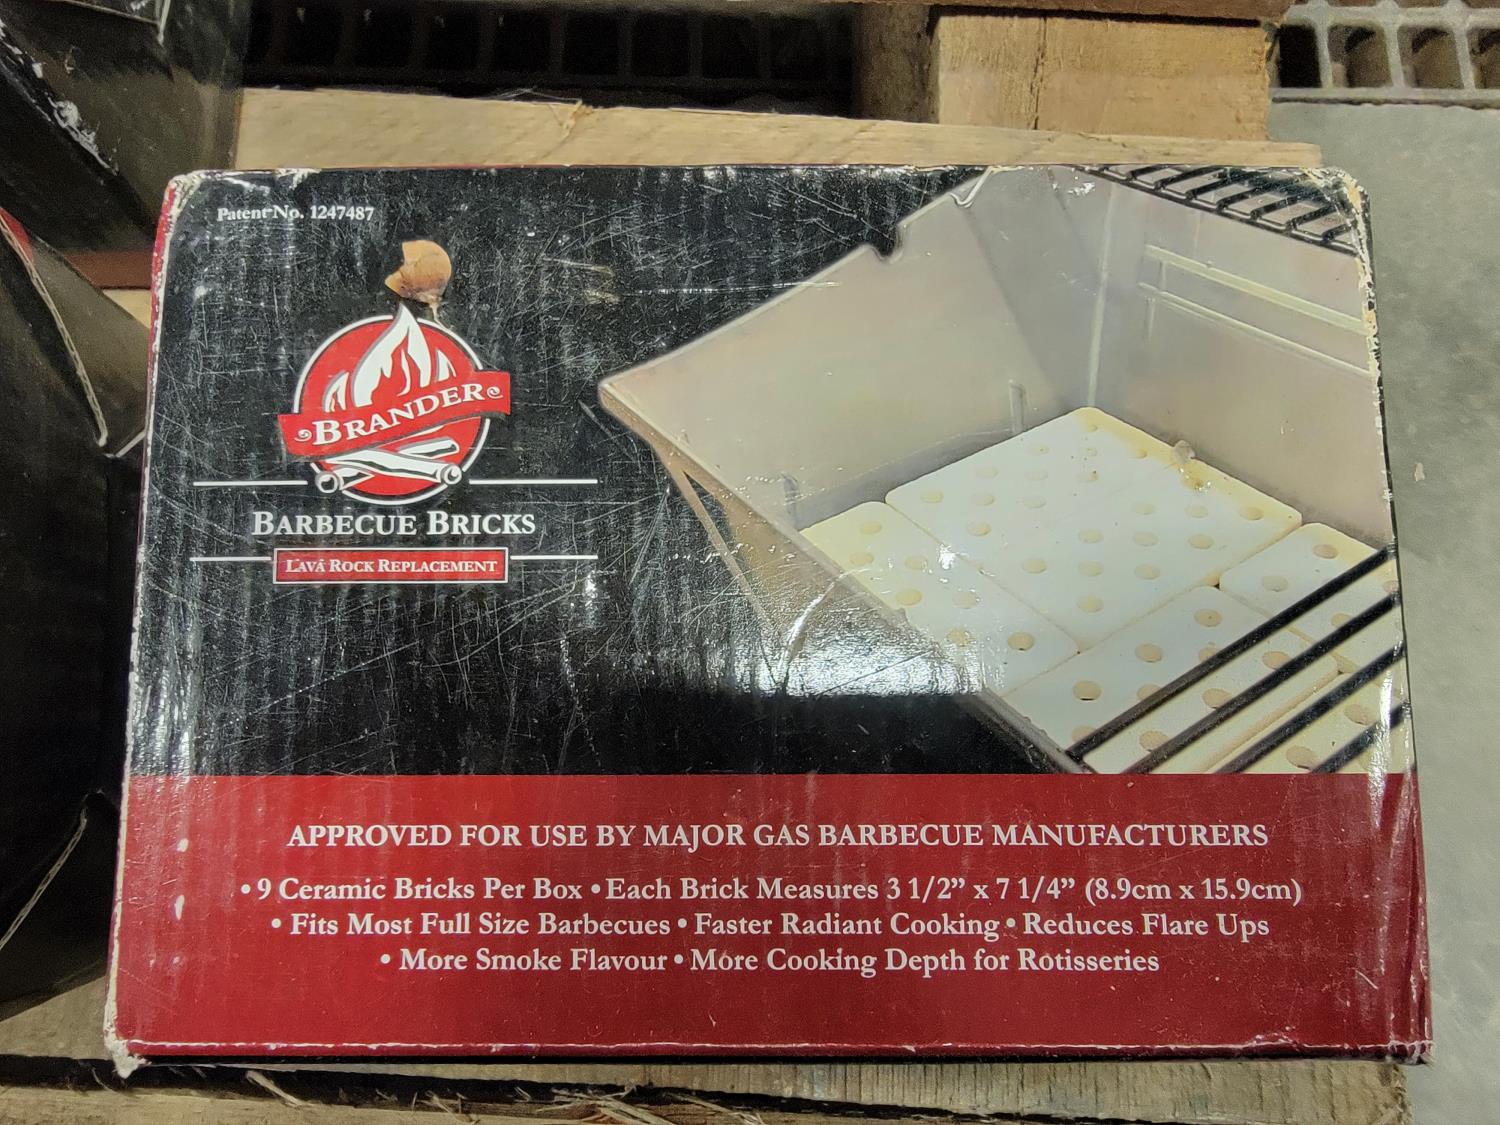 Patent No. 1247487
BRANDER
BARBECUE BRICKS
LAVA ROCK REPLACEMENT
APPROVED FOR USE BY MAJOR GAS BARBECUE MANUFACTURERS
• 9 Ceramic Bricks Per Box • Each Brick Measures 3 1/2” x 7 1/4” (8.9cm x 15.9cm)
• Fits Most Full Size Barbecues • Faster Radiant Cooking • Reduces Flare Ups
• More Smoke Flavour • More Cooking Depth for Rotisseries